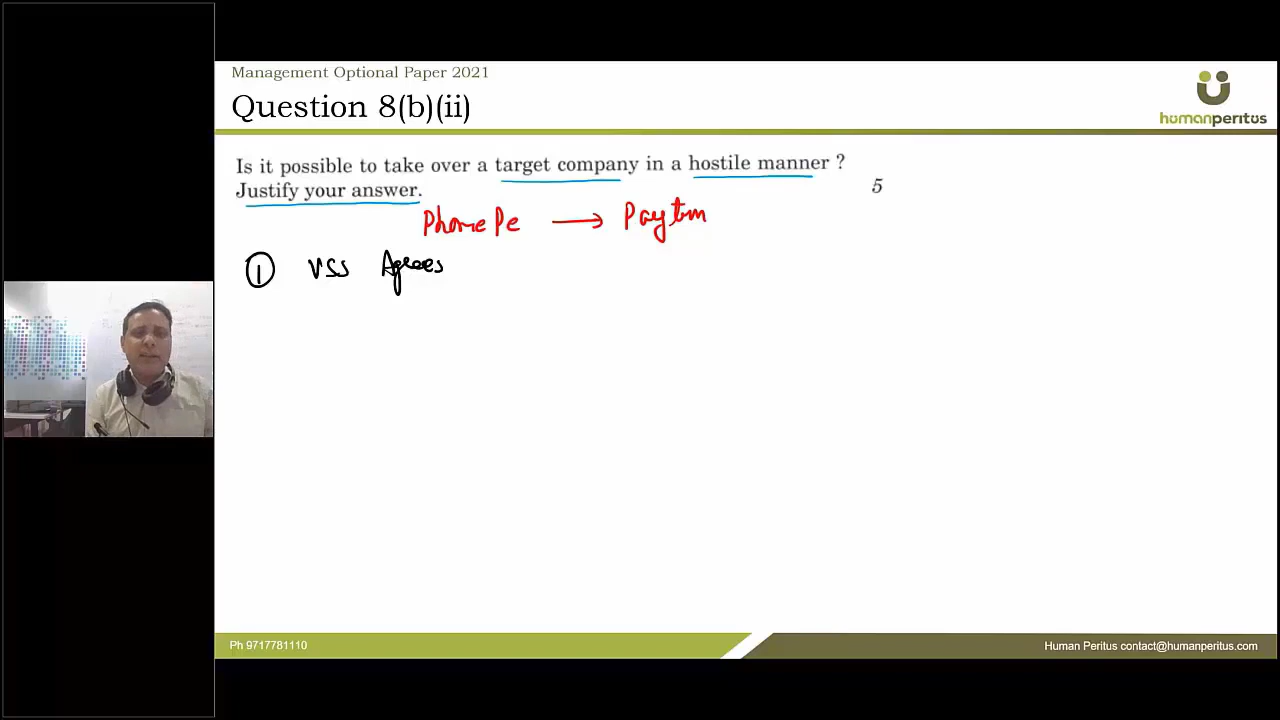 Management Optional Paper 2021
Question 8(b)(ii)
humanperitus
Is it possible to take over a target company in a hostile manner ?
Justify your answer.
5
PhonePe → Paytm
① VSS Agrees
Ph 9717781110
Human Peritus contact@humanperitus.com